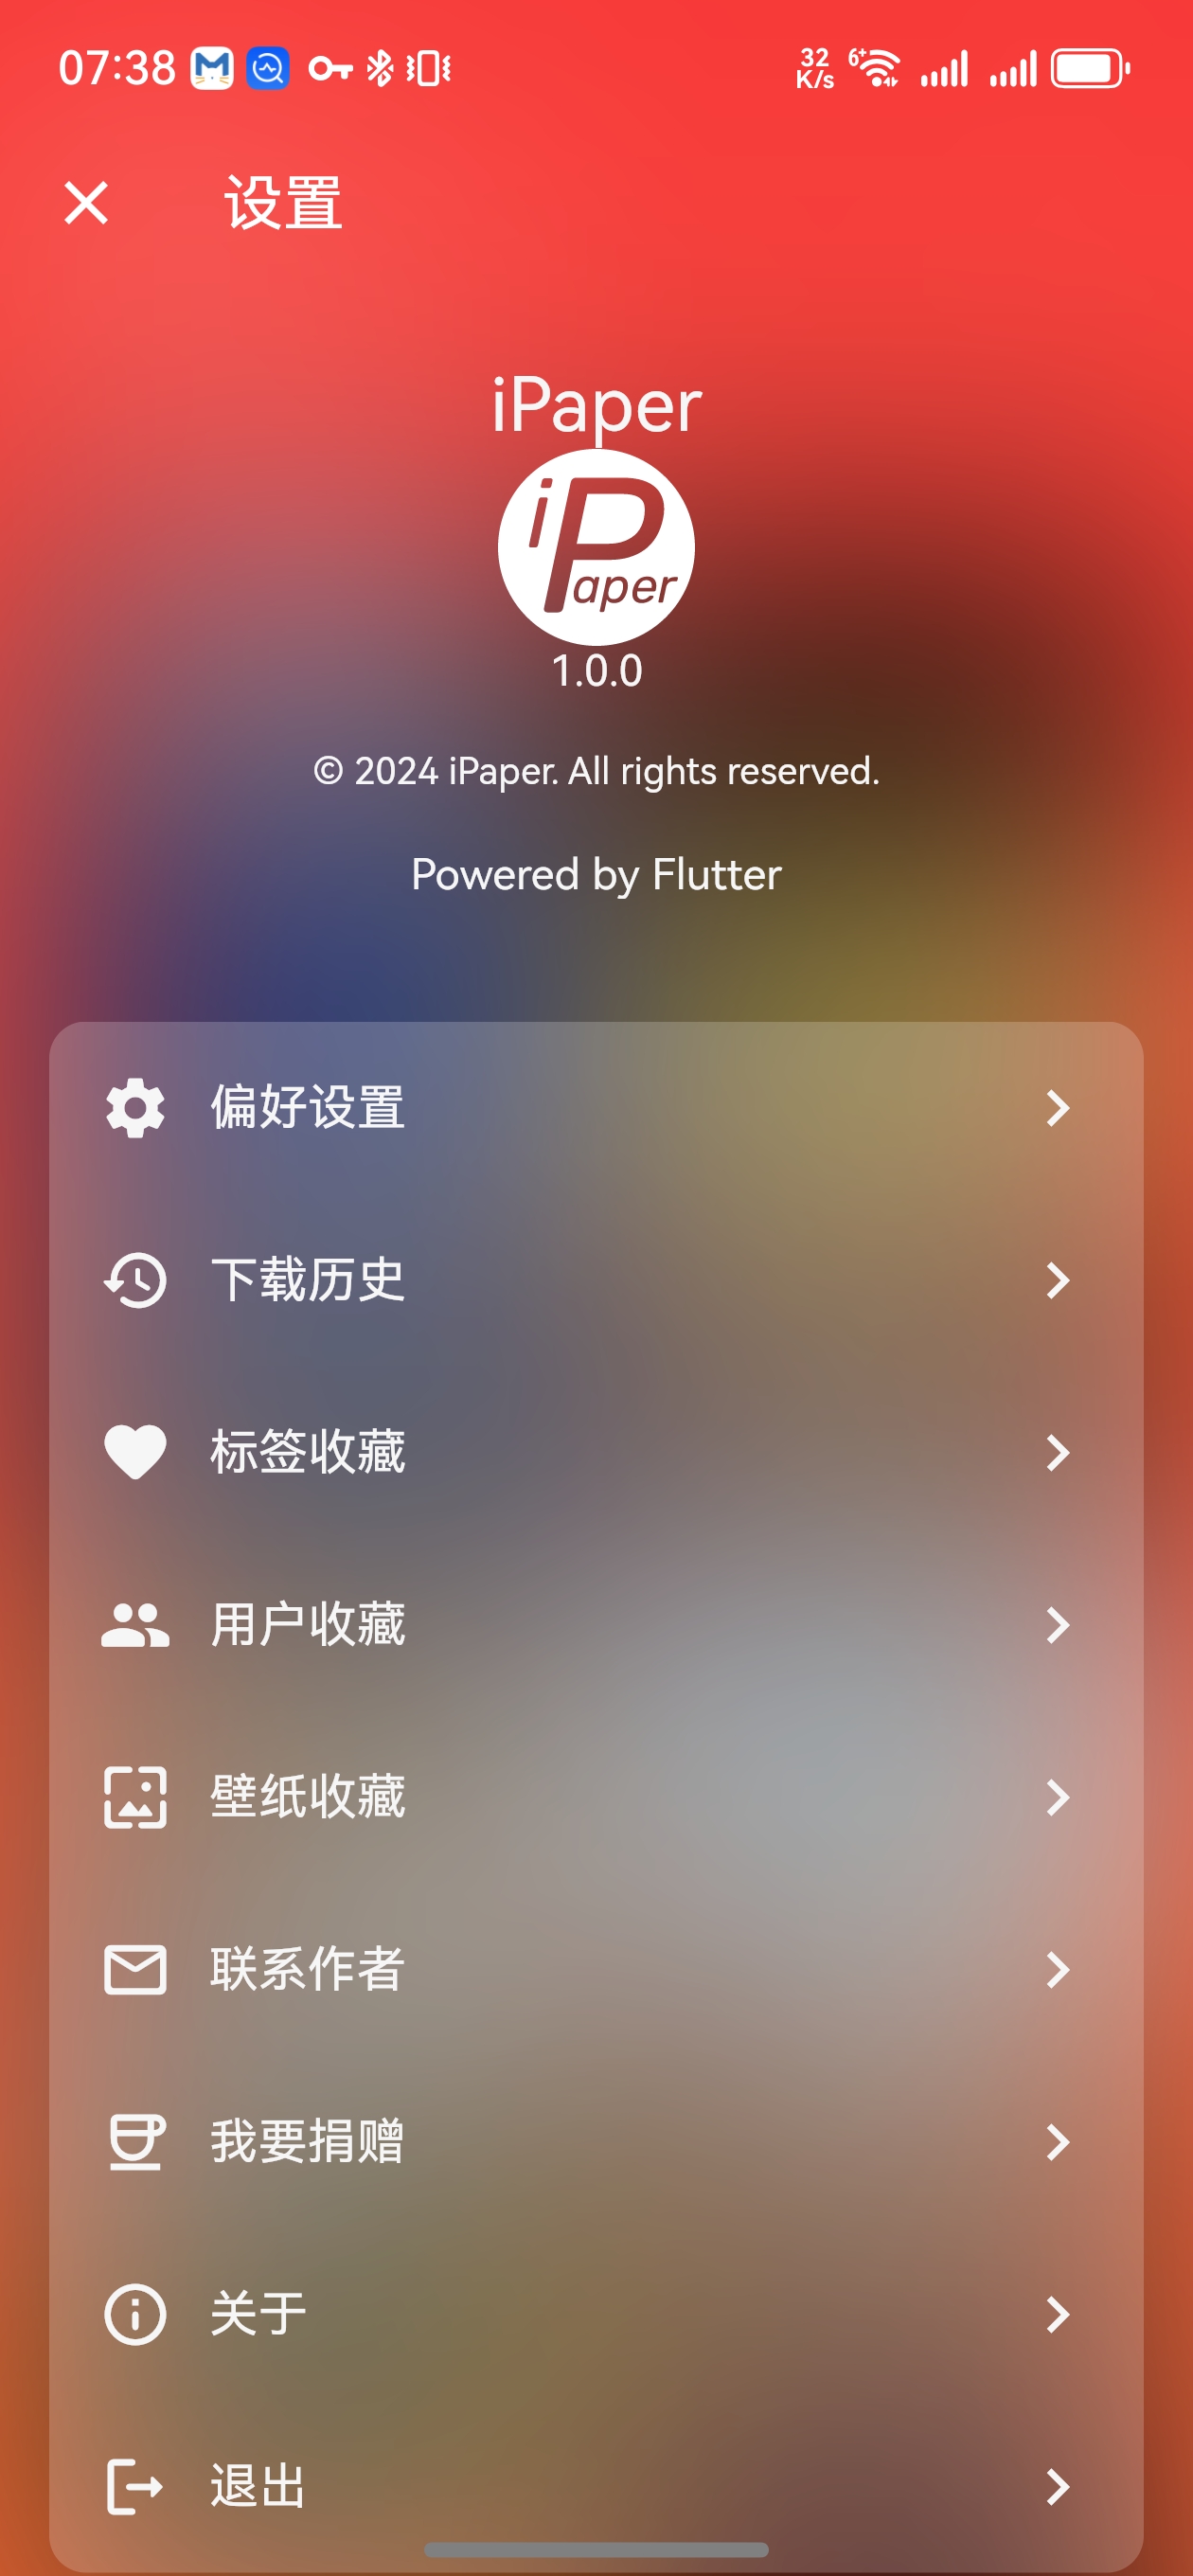 07:38
32
K/s
6+
设置
iPaper
iPaper
1.0.0
© 2024 iPaper. All rights reserved.
Powered by Flutter
偏好设置
下载历史
标签收藏
用户收藏
壁纸收藏
联系作者
我要捐赠
关于
退出